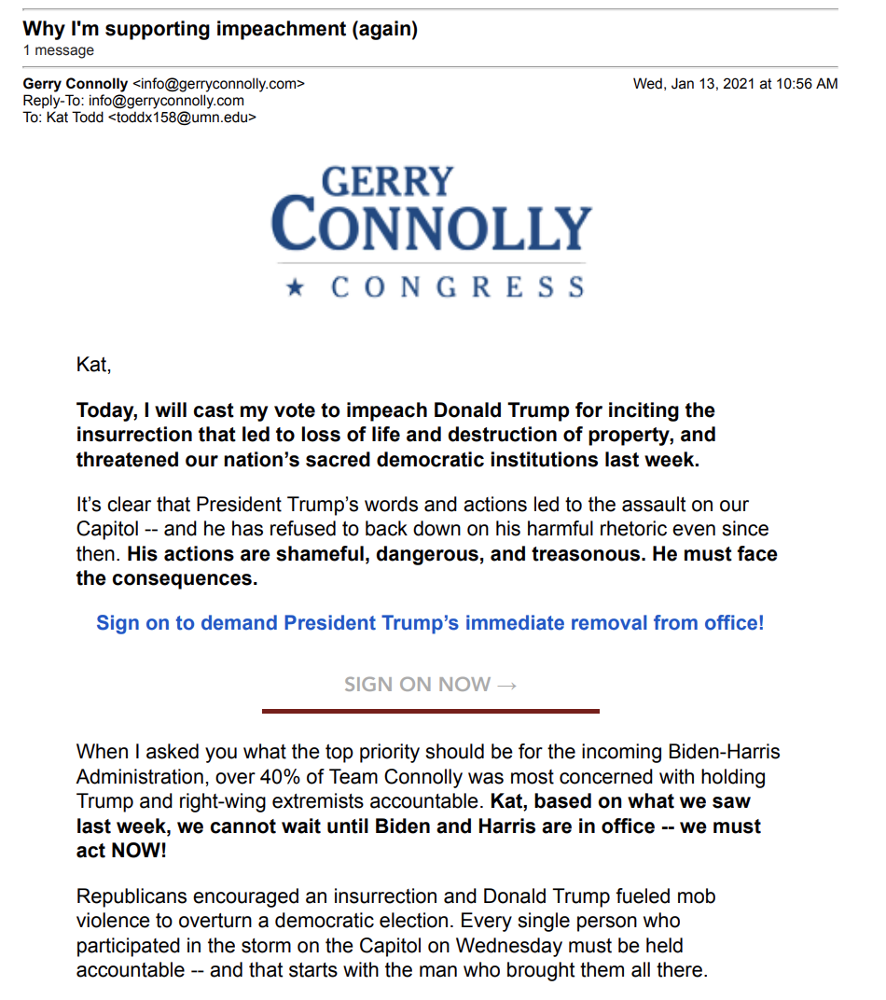 Why I'm supporting impeachment (again)
1 message
Gerry Connolly <info@gerryconnolly.com> Wed, Jan 13, 2021 at 10:56 AM
Reply-To: info@gerryconnolly.com
To: Kat Todd <toddx158@umn.edu>
GERRY
CONNOLLY
★ CONGRESS
Kat,
Today, I will cast my vote to impeach Donald Trump for inciting the
insurrection that led to loss of life and destruction of property, and
threatened our nation’s sacred democratic institutions last week.
It’s clear that President Trump’s words and actions led to the assault on our
Capitol -- and he has refused to back down on his harmful rhetoric even since
then. His actions are shameful, dangerous, and treasonous. He must face
the consequences.
Sign on to demand President Trump’s immediate removal from office!
SIGN ON NOW →
When I asked you what the top priority should be for the incoming Biden-Harris
Administration, over 40% of Team Connolly was most concerned with holding
Trump and right-wing extremists accountable. Kat, based on what we saw
last week, we cannot wait until Biden and Harris are in office -- we must
act NOW!
Republicans encouraged an insurrection and Donald Trump fueled mob
violence to overturn a democratic election. Every single person who
participated in the storm on the Capitol on Wednesday must be held
accountable -- and that starts with the man who brought them all there.